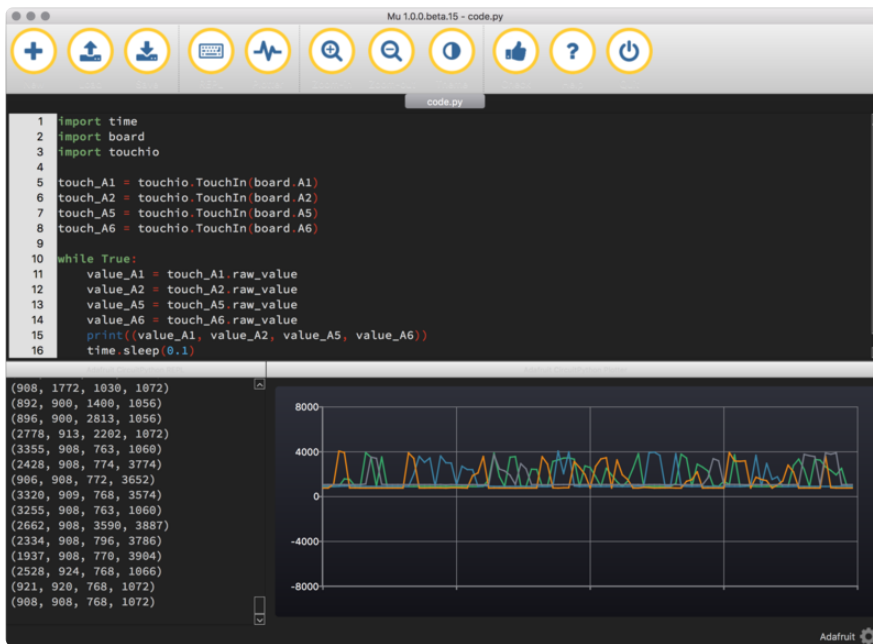 Mu 1.0.0.beta.15 - code.py
code.py
1 import time
2 import board
3 import touchio
4
5 touch_A1 = touchio.TouchIn(board.A1)
6 touch_A2 = touchio.TouchIn(board.A2)
7 touch_A5 = touchio.TouchIn(board.A5)
8 touch_A6 = touchio.TouchIn(board.A6)
9
10 while True:
11     value_A1 = touch_A1.raw_value
12     value_A2 = touch_A2.raw_value
13     value_A5 = touch_A5.raw_value
14     value_A6 = touch_A6.raw_value
15     print((value_A1, value_A2, value_A5, value_A6))
16     time.sleep(0.1)
(908, 1772, 1030, 1072)
(892, 900, 1400, 1056)
(896, 900, 2813, 1056)
(2778, 913, 2202, 1072)
(3355, 908, 763, 1060)
(2428, 908, 774, 3774)
(906, 908, 772, 3652)
(3320, 909, 768, 3574)
(3255, 908, 763, 1060)
(2662, 908, 3590, 3887)
(2334, 908, 796, 3786)
(1937, 908, 770, 3904)
(2528, 924, 768, 1066)
(921, 920, 768, 1072)
(908, 908, 768, 1072)
8000
4000
0
-4000
-8000
Adafruit